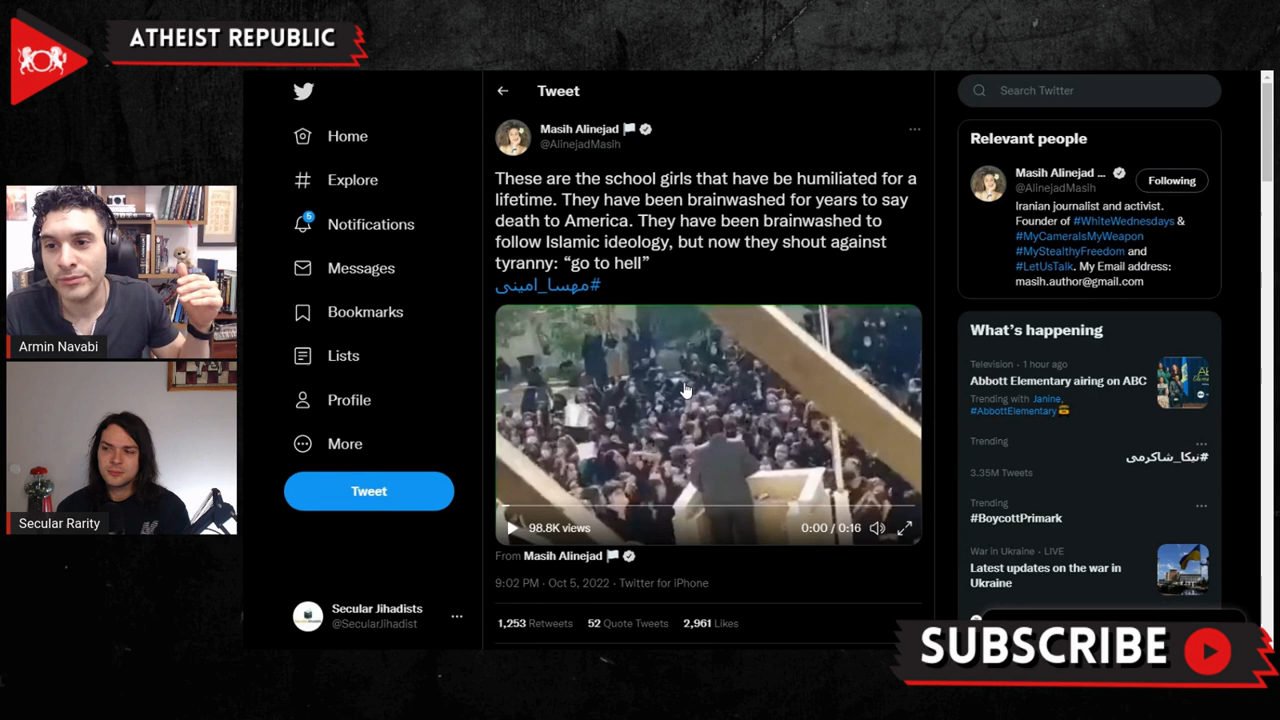 ATHEIST REPUBLIC
Armin Navabi
Secular Rarity
Home
Explore
5
Notifications
Messages
Bookmarks
Lists
Profile
More
Tweet
Secular Jihadists
@SecularJihadist
Tweet
Masih Alinejad
@AlinejadMasih
These are the school girls that have be humiliated for a
lifetime. They have been brainwashed for years to say
death to America. They have been brainwashed to
follow Islamic ideology, but now they shout against
tyranny: “go to hell”
#مهسا_امینی
98.8K views
0:00 / 0:16
From Masih Alinejad
9:02 PM · Oct 5, 2022 · Twitter for iPhone
1,253 Retweets 52 Quote Tweets 2,961 Likes
Search Twitter
Relevant people
Masih Alinejad ...
@AlinejadMasih
Following
Iranian journalist and activist.
Founder of #WhiteWednesdays &
#MyCameraIsMyWeapon
#MyStealthyFreedom and
#LetUsTalk. My Email address:
masih.author@gmail.com
What’s happening
Television · 1 hour ago
Abbott Elementary airing on ABC
Trending with Janine,
#AbbottElementary
Trending
#نیکا_شاکرمی
3.35M Tweets
Trending
#BoycottPrimark
War in Ukraine · LIVE
Latest updates on the war in
Ukraine
SUBSCRIBE